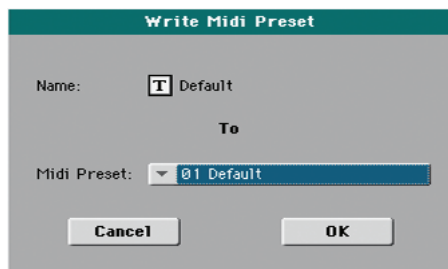 Write Midi Preset
Name: T Default
To
Midi Preset: 01 Default
Cancel OK